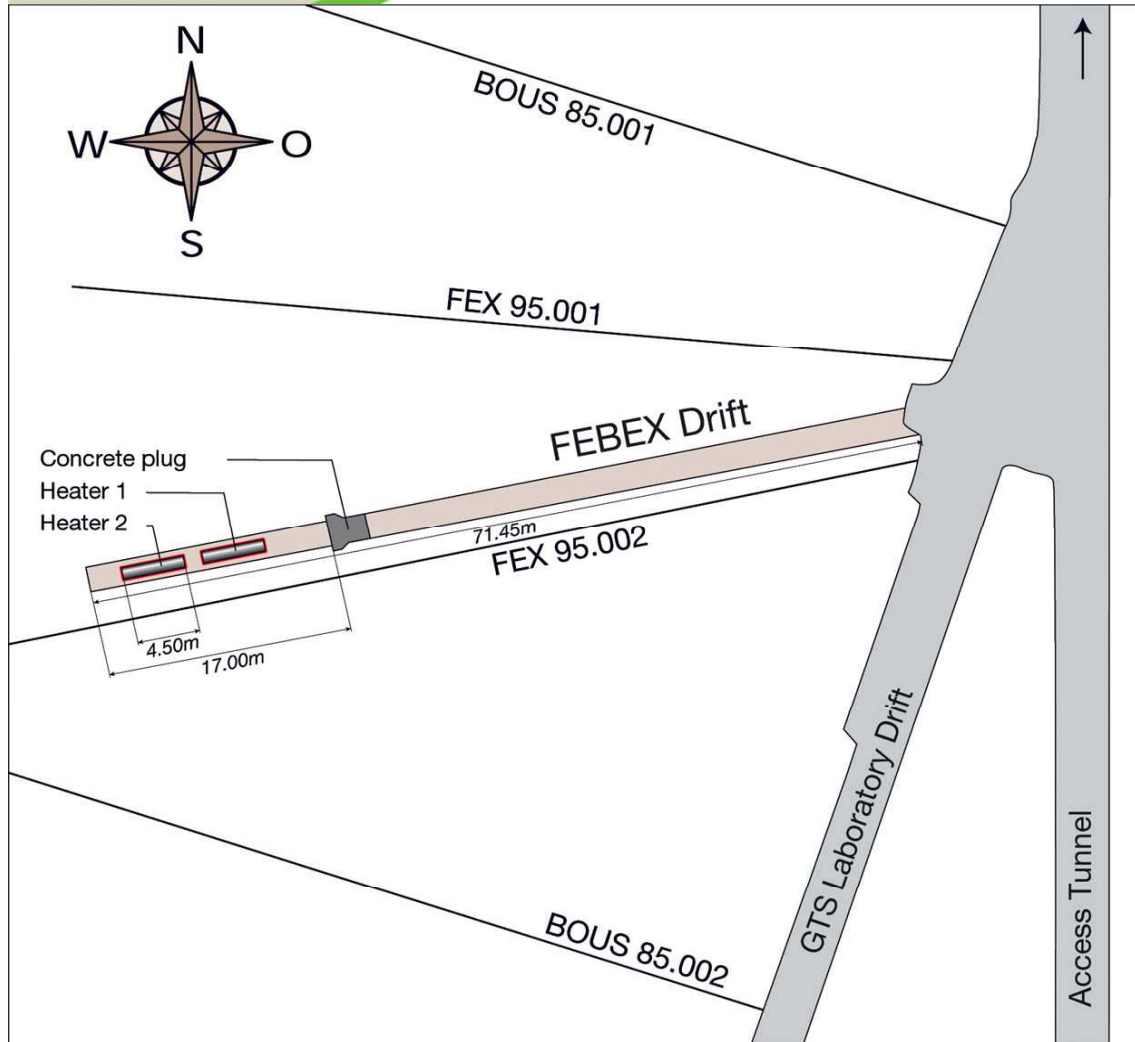 N
W
O
S
BOUS 85.001
FEX 95.001
FEBEX Drift
Concrete plug
Heater 1
Heater 2
71.45m
FEX 95.002
4.50m
17.00m
GTS Laboratory Drift
BOUS 85.002
Access Tunnel